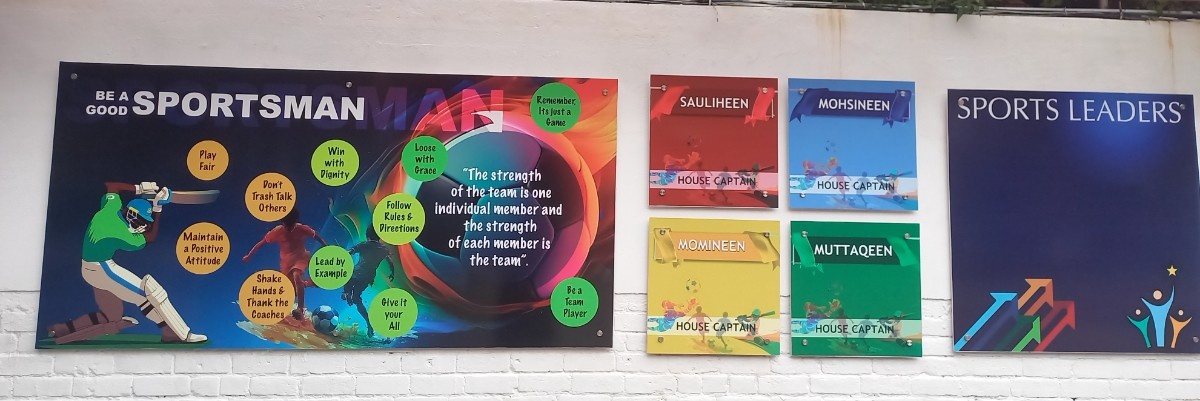 BE A
GOOD SPORTSMAN
MAN
Remember,
Its Just a
Game
Play
Fair
Win
with
Dignity
Loose
with
Grace
Don't
Trash Talk
Others
Follow
Rules &
Directions
Maintain
a Positive
Attitude
Lead by
Example
Shake
Hands &
Thank the
Coaches
Give it
your
All
Be a
Team
Player
"The strength
of the team is one
individual member and
the strength
of each member is
the team".
SAULIHEEN
HOUSE CAPTAIN
MOHSINEEN
HOUSE CAPTAIN
MOMINEEN
HOUSE CAPTAIN
MUTTAQEEN
HOUSE CAPTAIN
SPORTS LEADERS